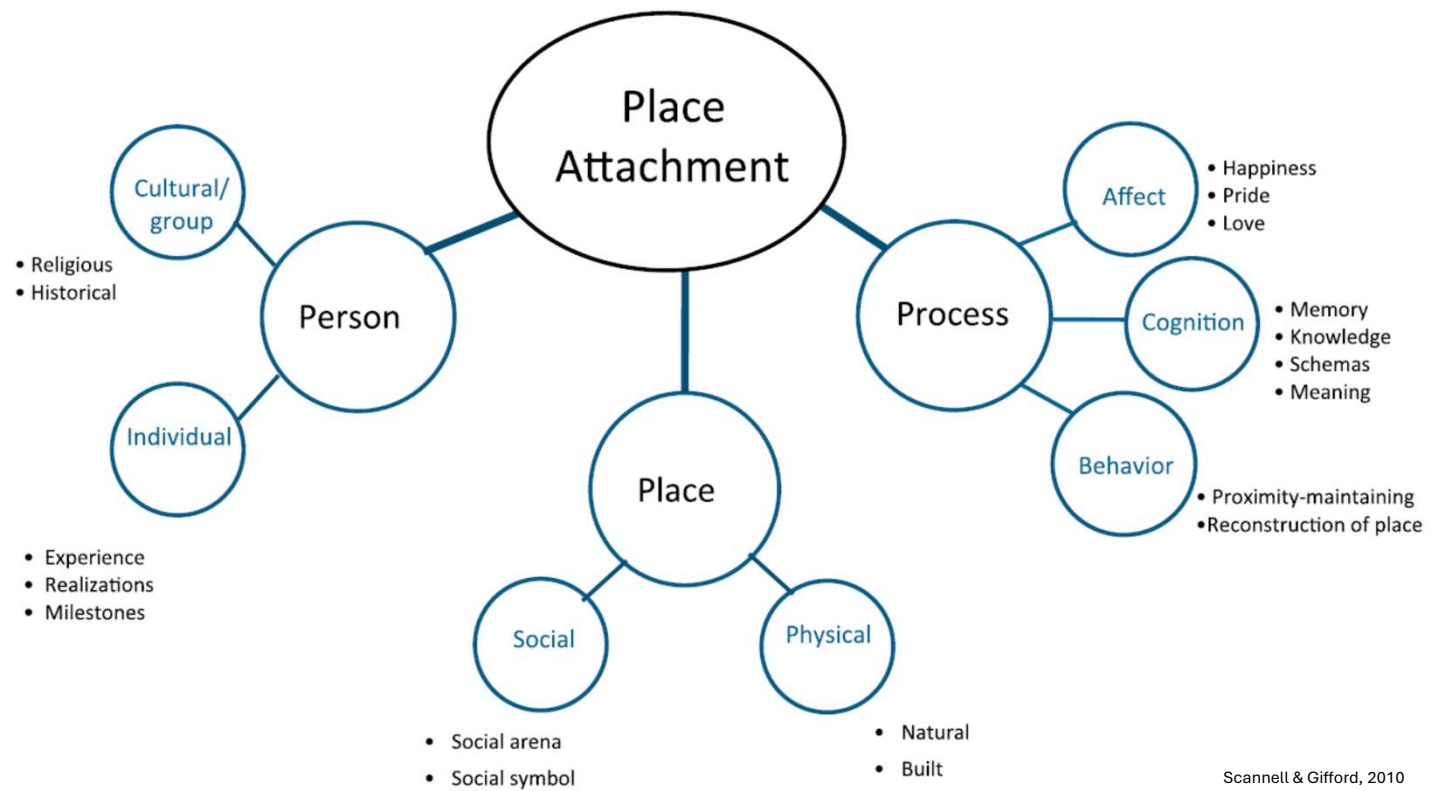 Place
Attachment
Cultural/
group
• Religious
• Historical
Person
Individual
• Experience
• Realizations
• Milestones
Place
Social
• Social arena
• Social symbol
Physical
• Natural
• Built
Process
Affect
• Happiness
• Pride
• Love
Cognition
• Memory
• Knowledge
• Schemas
• Meaning
Behavior
• Proximity-maintaining
•Reconstruction of place
Scannell & Gifford, 2010